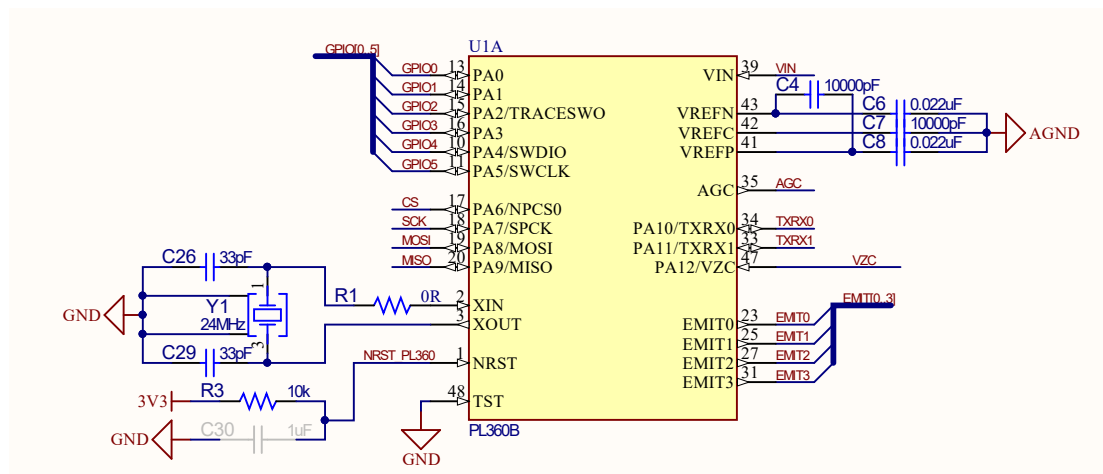 U1A
GPIO[0..5]
GPIO0 13 PA0
GPIO1 14 PA1
GPIO2 15 PA2/TRACESWO
GPIO3 16 PA3
GPIO4 10 PA4/SWDIO
GPIO5 11 PA5/SWCLK
CS 17 PA6/NPCS0
SCK 18 PA7/SPCK
MOSI 19 PA8/MOSI
MISO 20 PA9/MISO
C26 33pF
1
R1 0R 2 XIN
GND
Y1
24MHz
3 XOUT
3
C29 33pF
NRST_PL360 1 NRST
R3 10k
3V3
48 TST
C30 1uF
GND
GND
PL360B
VIN 39 VIN
C4 10000pF
VREFN 43 C6 0.022uF
VREFC 42 C7 10000pF
VREFP 41 C8 0.022uF
AGND
AGC 35 AGC
PA10/TXRX0 34 TXRX0
PA11/TXRX1 33 TXRX1
PA12/VZC 47 VZC
EMIT[0..3]
EMIT0 23 EMIT0
EMIT1 25 EMIT1
EMIT2 27 EMIT2
EMIT3 31 EMIT3